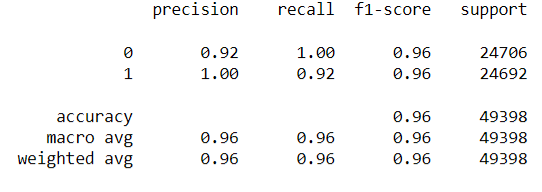 precision recall f1-score support
0 0.92 1.00 0.96 24706
1 1.00 0.92 0.96 24692
accuracy 0.96 49398
macro avg 0.96 0.96 0.96 49398
weighted avg 0.96 0.96 0.96 49398